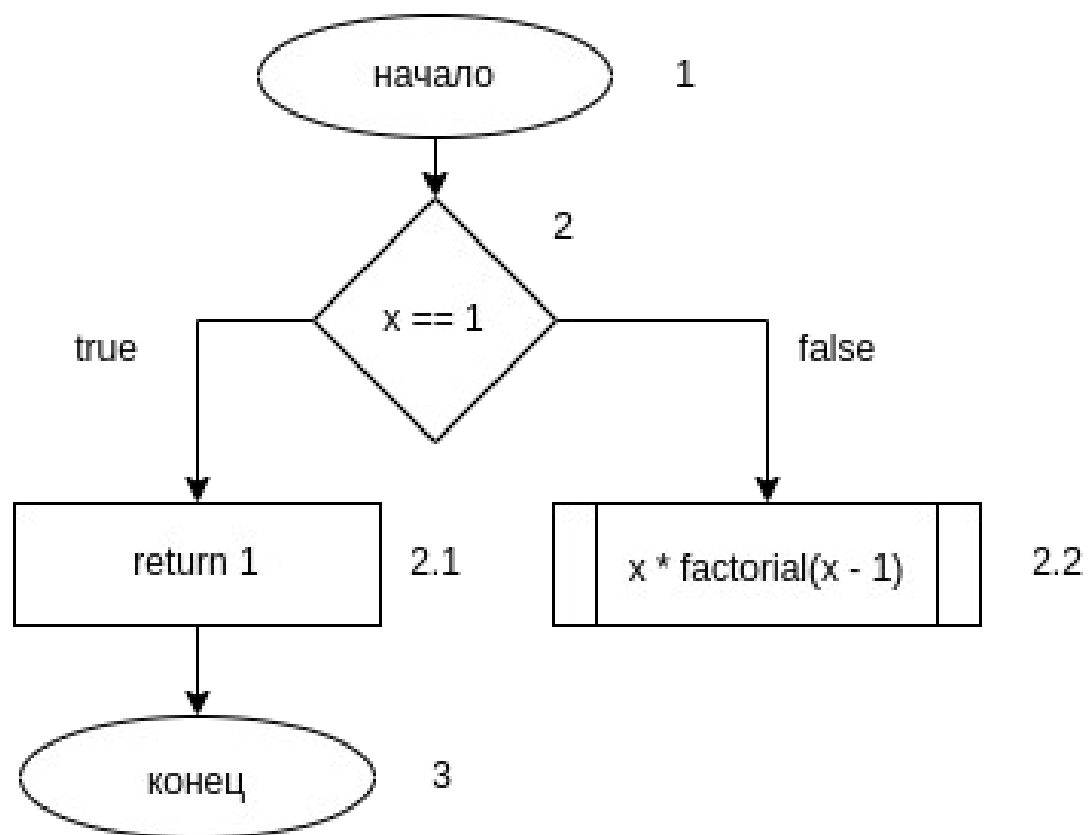 начало
1
2
x == 1
true
false
return 1
2.1
x * factorial(x - 1)
2.2
конец
3